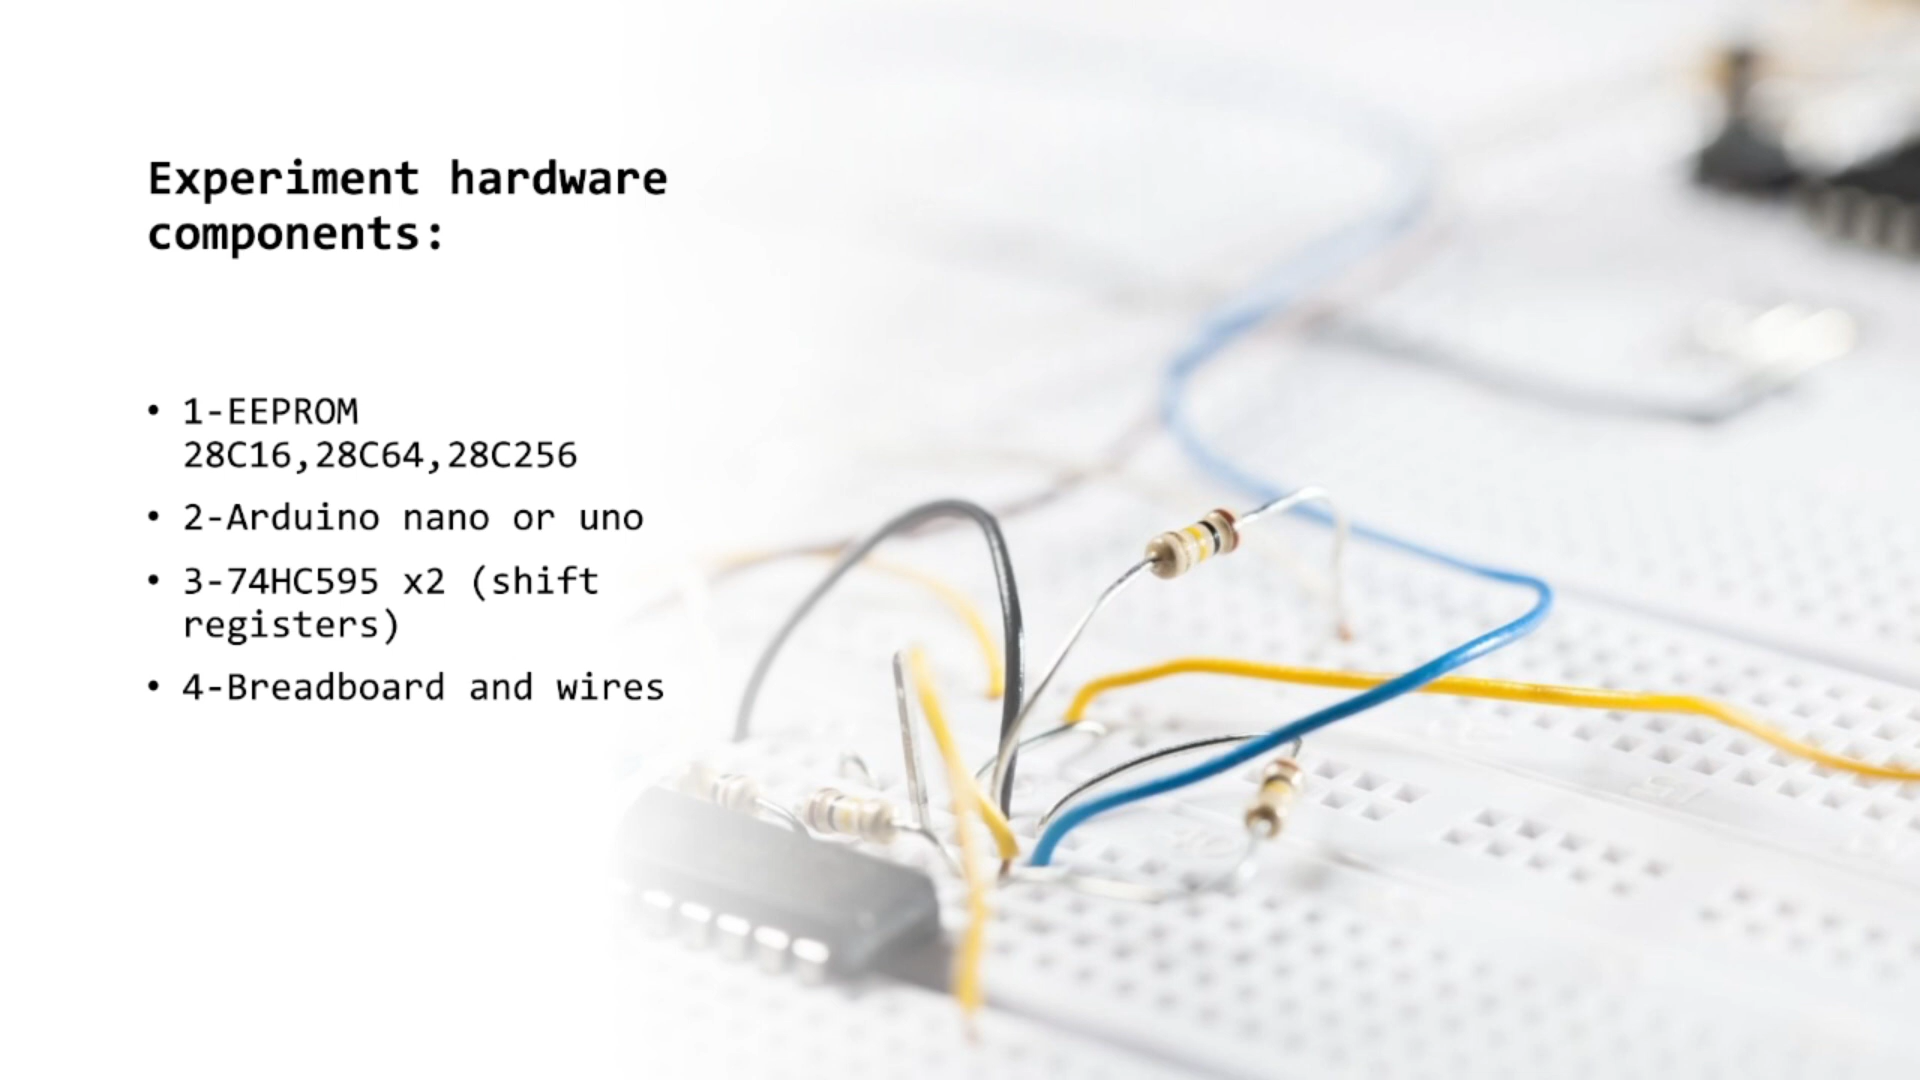 Experiment hardware
components:
• 1-EEPROM
28C16,28C64,28C256
• 2-Arduino nano or uno
• 3-74HC595 x2 (shift
registers)
• 4-Breadboard and wires